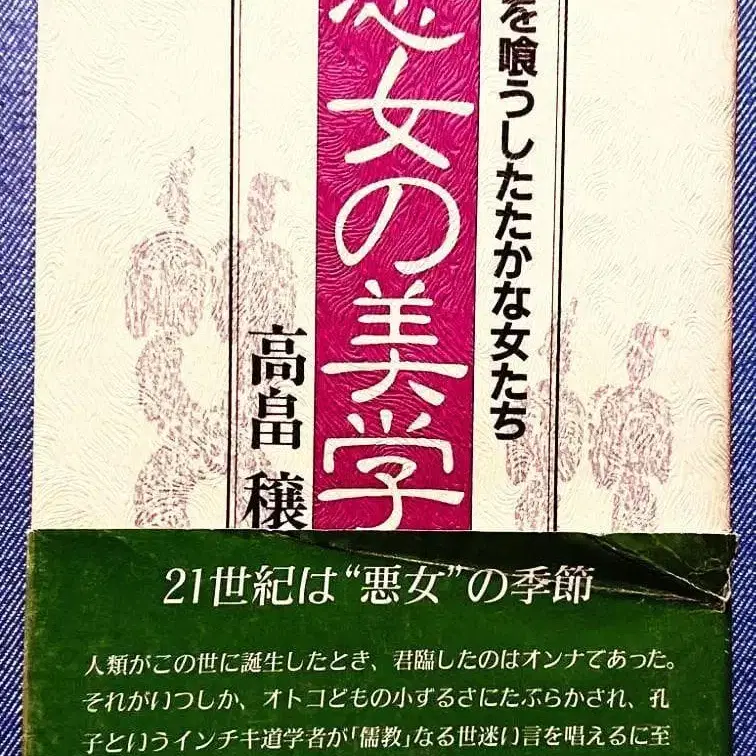 を喰うしたたかな女たち
悪女の美学
高畠 穣
21世紀は“悪女”の季節
人類がこの世に誕生したとき、君臨したのはオンナであった。
それがいつしか、オトコどもの小ずるさにたぶらかされ、孔
子というインチキ道学者が「儒教」なる世迷い言を唱えるに至